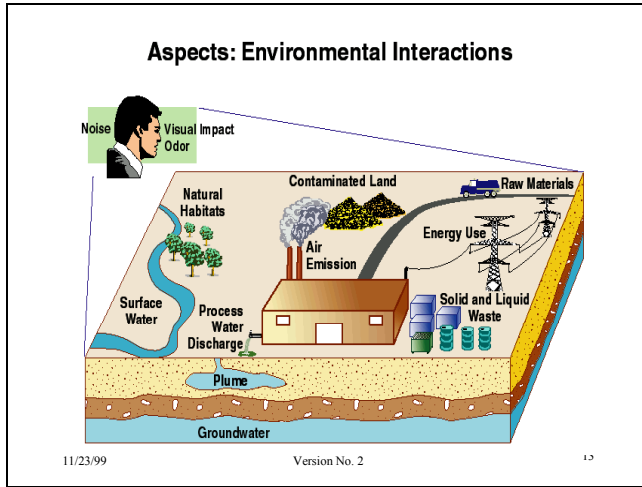 Aspects: Environmental Interactions
Noise
Visual Impact
Odor
Natural
Habitats
Contaminated Land
Raw Materials
Energy Use
Air
Emission
Surface
Water
Process
Water
Discharge
Solid and Liquid
Waste
Plume
Groundwater
11/23/99
Version No. 2